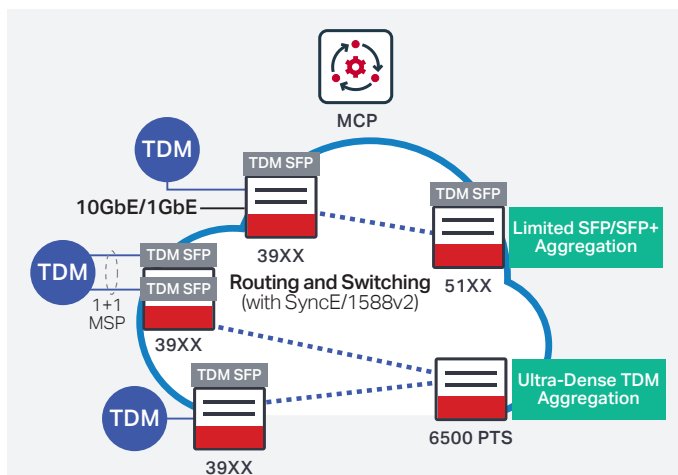 MCP
TDM
TDM SFP
10GbE/1GbE
39XX
TDM SFP
51XX
Limited SFP/SFP+
Aggregation
TDM
1+1
MSP
TDM SFP
TDM SFP
39XX
Routing and Switching
(with SyncE/1588v2)
TDM
TDM SFP
39XX
6500 PTS
Ultra-Dense TDM
Aggregation